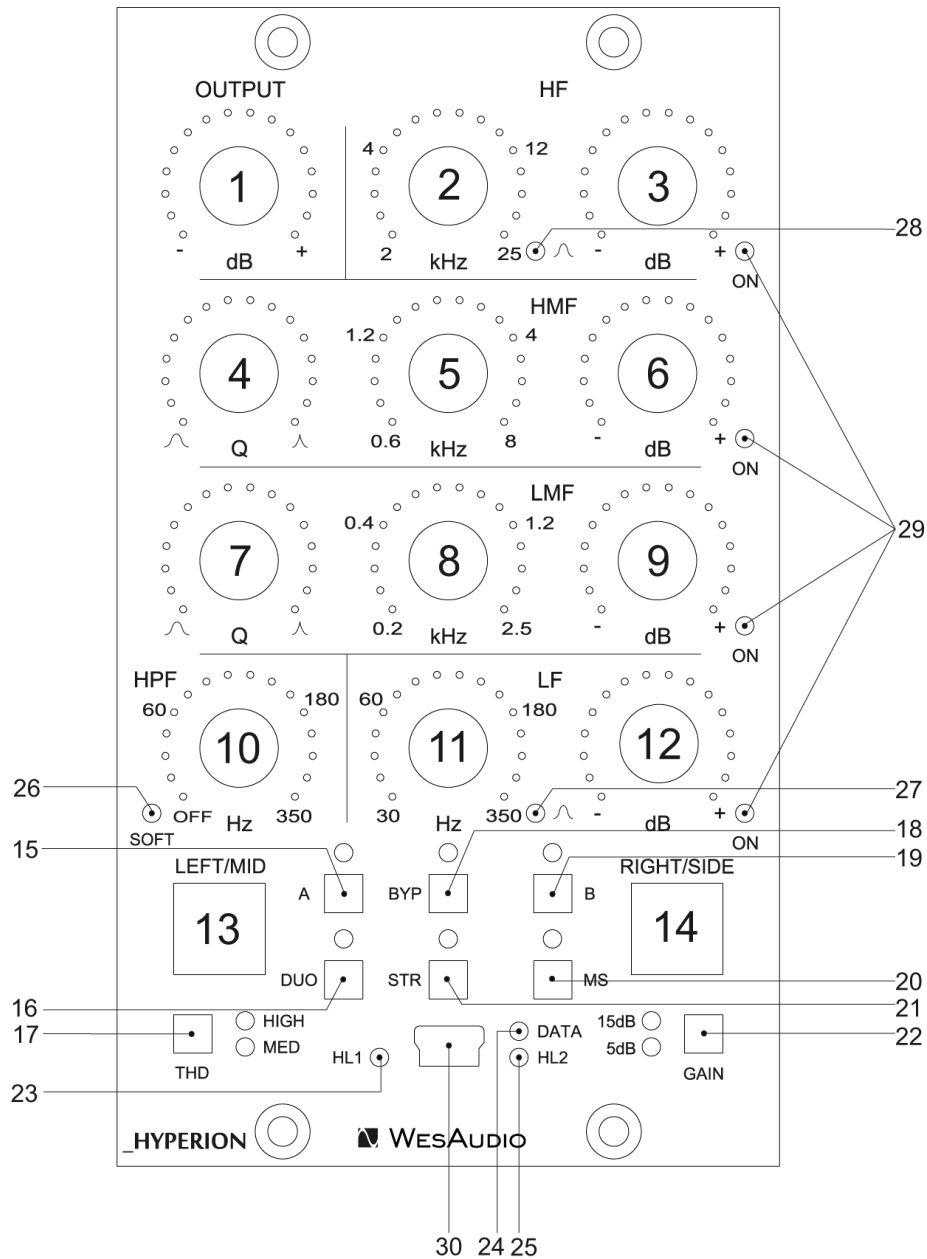 OUTPUT HF
4 12
1 2 3
28
- + 2 25 - +
dB kHz dB ON
HMF
1.2 4
4 5 6
0.6 8 - +
Q kHz dB ON
LMF
0.4 1.2
7 8 9
29
0.2 2.5 - +
Q kHz dB ON
HPF LF
60 180 60 180
10 11 12
26 27
OFF 350 30 350 - +
SOFT Hz Hz dB ON
15 18
LEFT/MID RIGHT/SIDE
19
A BYP B
13 14
DUO STR MS
16 20
21
17 HIGH DATA 15dB 22
MED HL1 HL2 5dB
THD GAIN
23
_HYPERION WESAUDIO
30 24 25